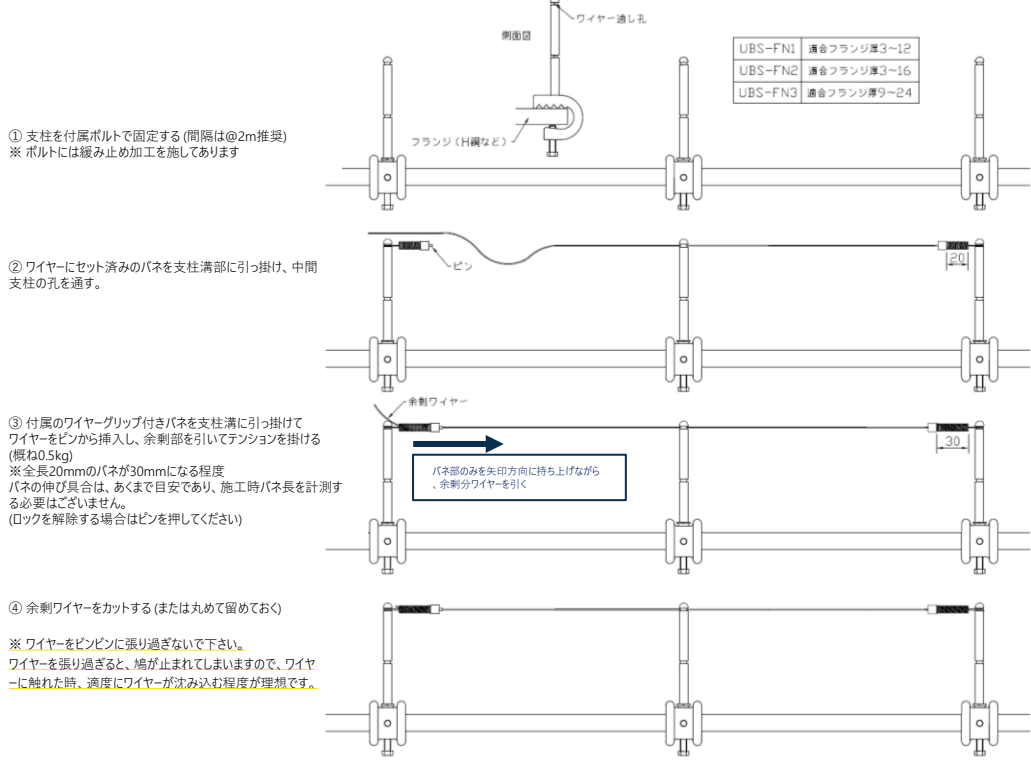 ワイヤー通し孔
側面図
UBS-FN1 適合フランジ厚3~12
UBS-FN2 適合フランジ厚3~16
UBS-FN3 適合フランジ厚9~24
フランジ(H鋼など)
① 支柱を付属ボルトで固定する(間隔は@2m推奨)
※ ボルトには緩み止め加工を施してあります
② ワイヤーにセット済みのバネを支柱溝部に引っ掛け、中間
支柱の孔を通す。
ピン
20
③ 付属のワイヤーグリップ付きバネを支柱溝に引っ掛けて
ワイヤーをピンから挿入し、余剰部を引いてテンションを掛ける
(概ね0.5kg)
※全長20mmのバネが30mmになる程度
バネの伸び具合は、あくまで目安であり、施工時バネ長を計測す
る必要はございません。
(ロックを解除する場合はピンを押してください)
余剰ワイヤー
30
バネ部のみを矢印方向に持ち上げながら
、余剰分ワイヤーを引く
④ 余剰ワイヤーをカットする(または丸めて留めておく)
※ ワイヤーをピンピンに張り過ぎないで下さい。
ワイヤーを張り過ぎると、鳩が止まれてしまいますので、ワイヤ
ーに触れた時、適度にワイヤーが沈み込む程度が理想です。